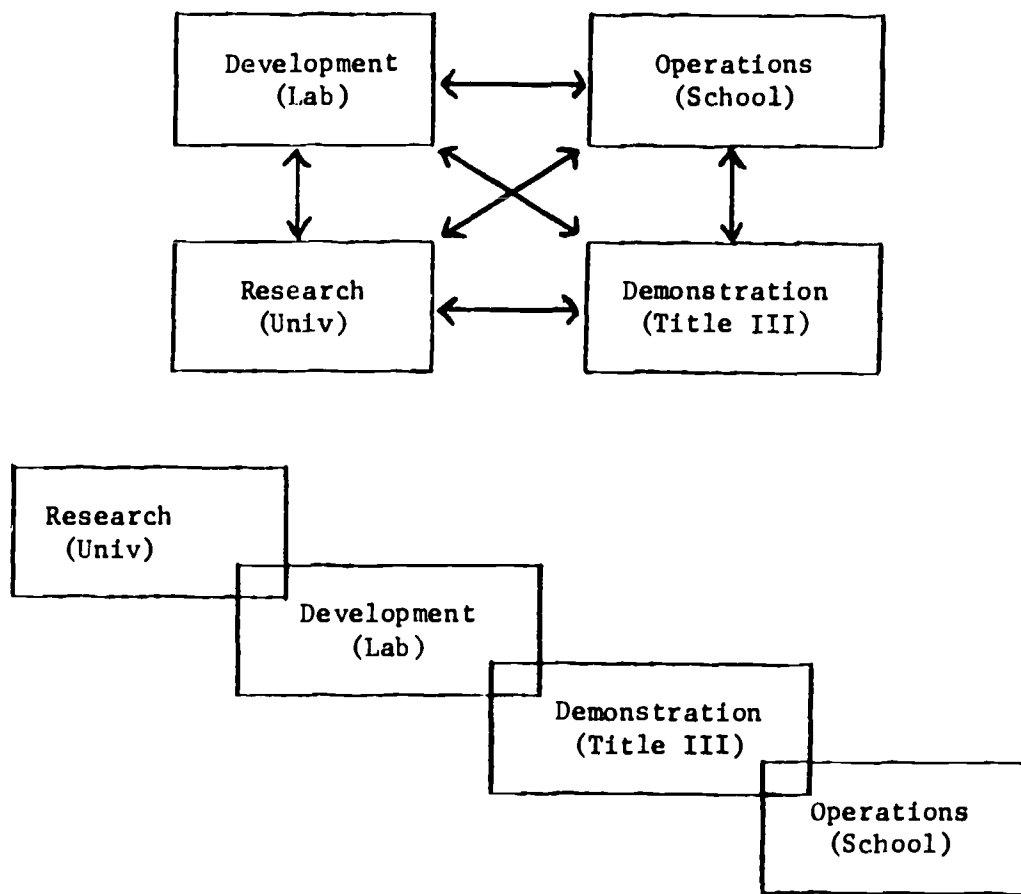 Development
(Lab)
Operations
(School)
Research
(Univ)
Demonstration
(Title III)
Research
(Univ)
Development
(Lab)
Demonstration
(Title III)
Operations
(School)